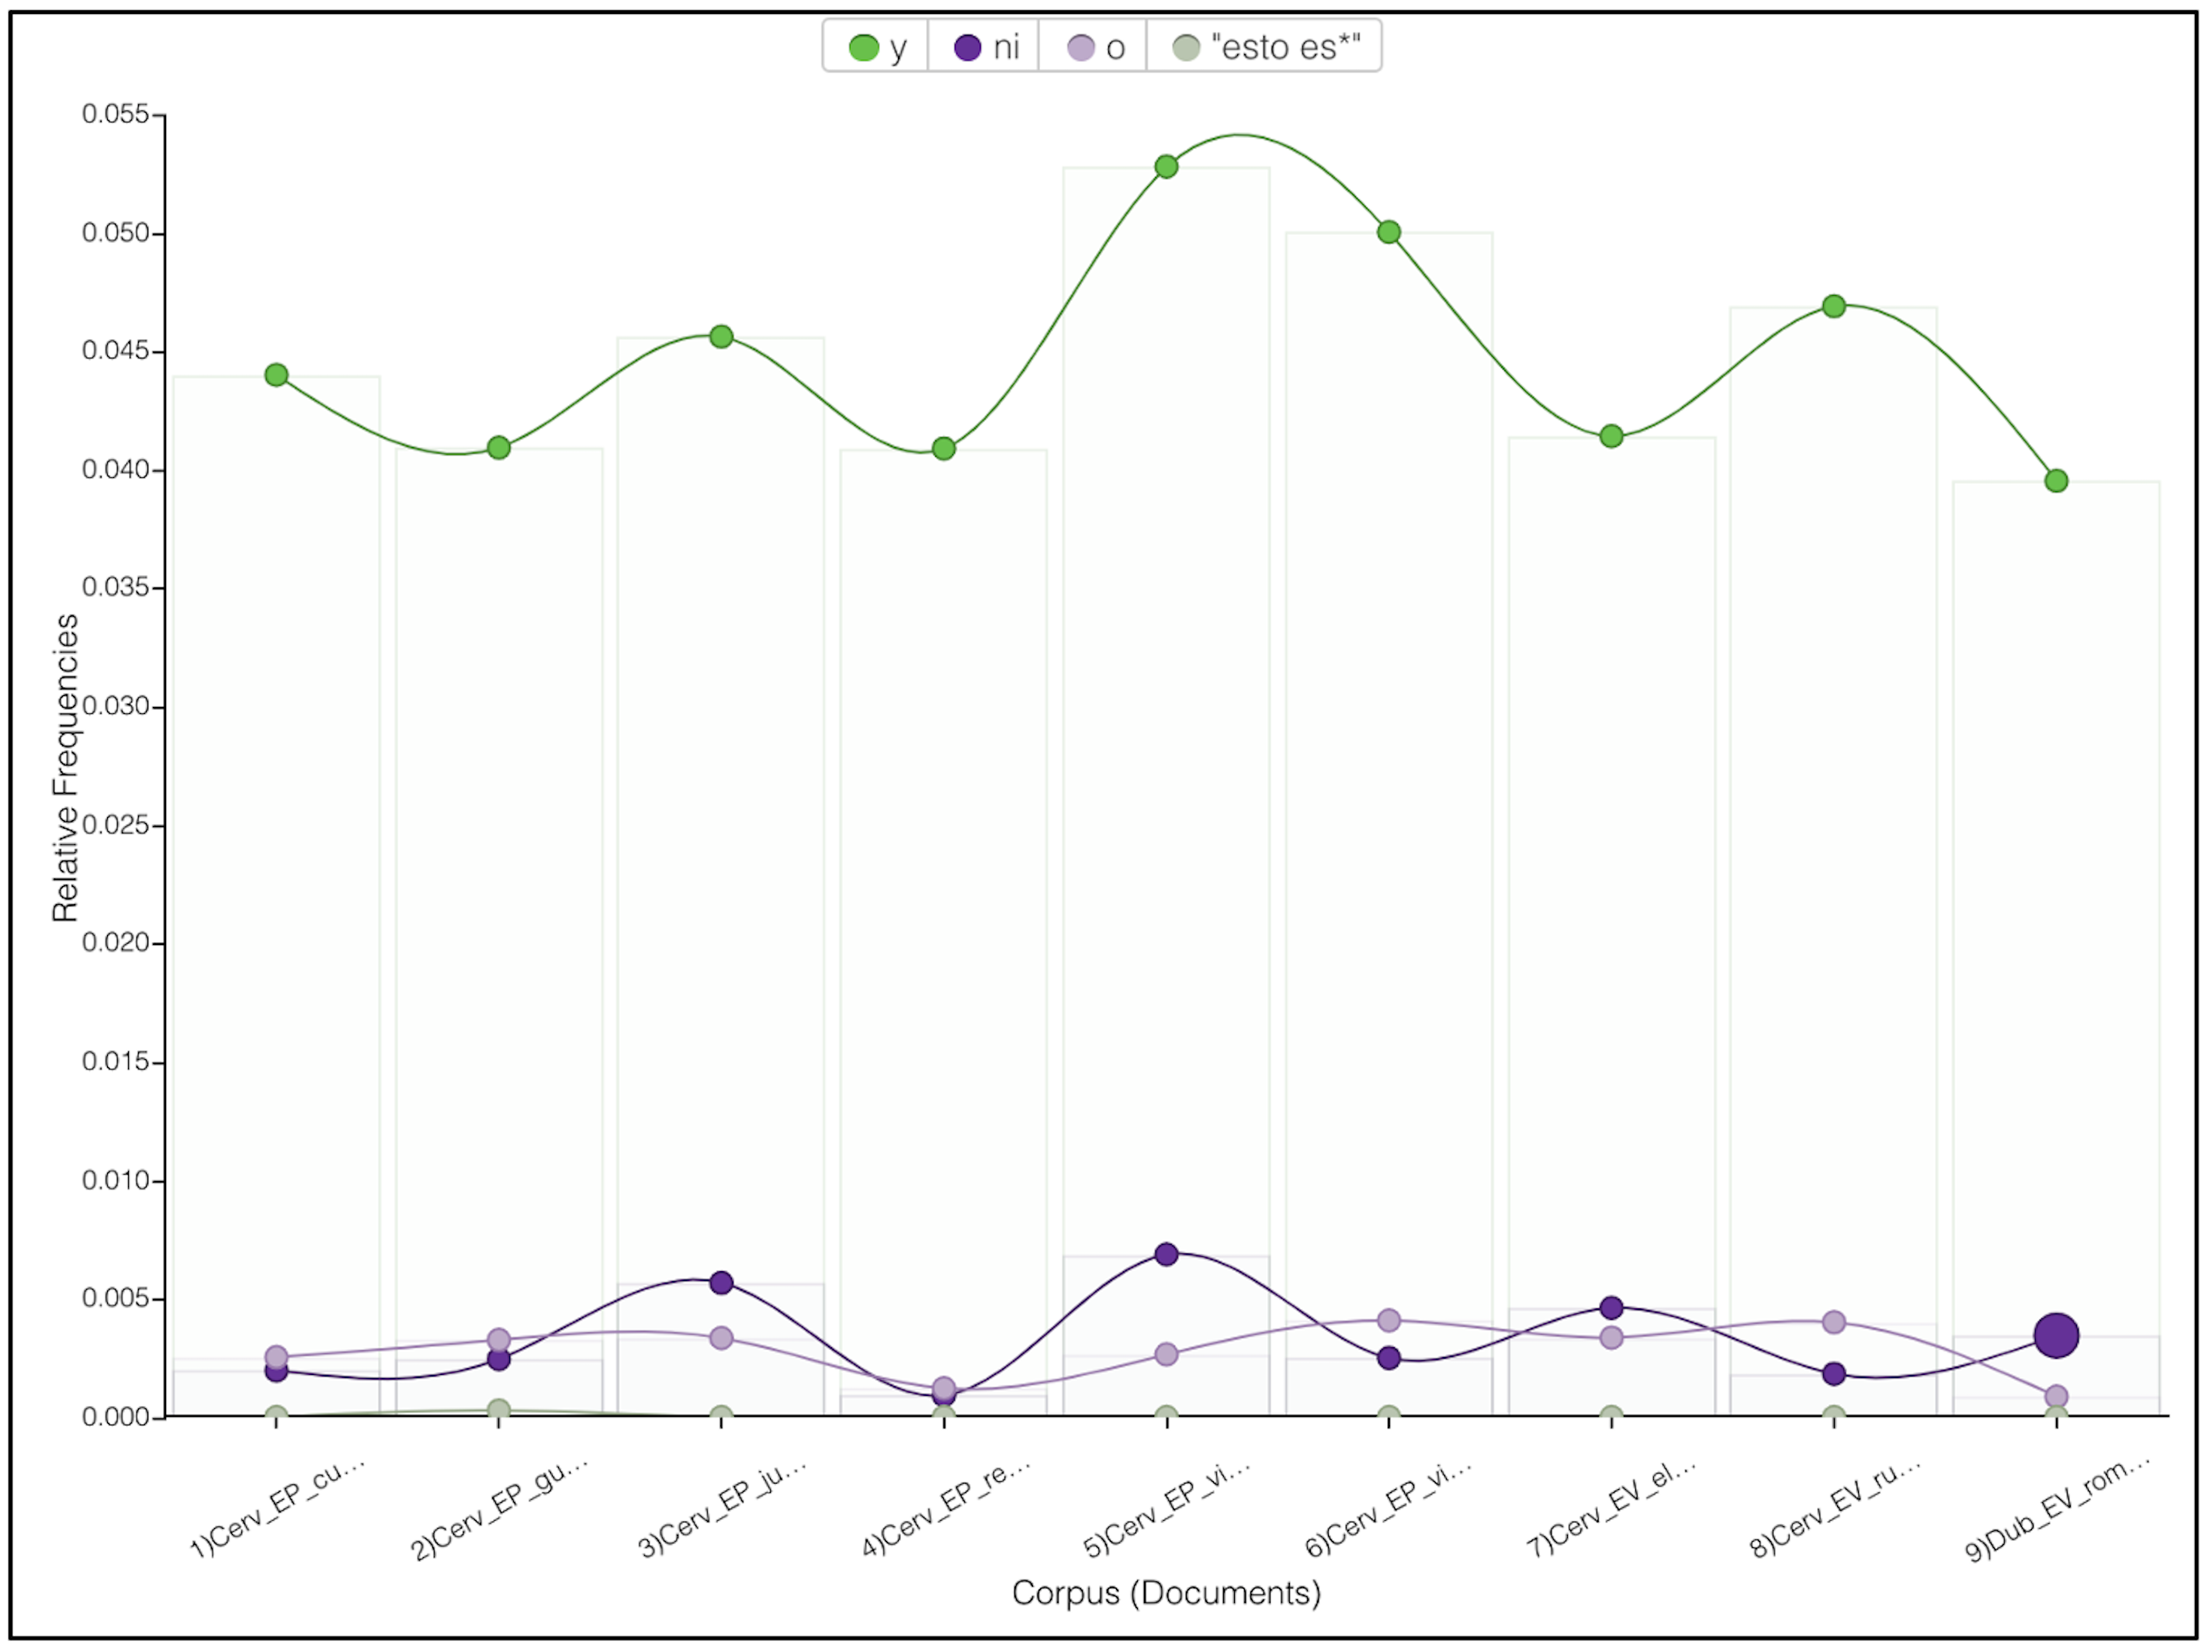 y ni o "esto es*"
0.055
0.050
0.045
0.040
0.035
0.030
0.025
0.020
0.015
0.010
0.005
0.000
Relative Frequencies
1)Cerv_EP_cu...
2)Cerv_EP_gu...
3)Cerv_EP_ju...
4)Cerv_EP_re...
5)Cerv_EP_vi...
6)Cerv_EP_vi...
7)Cerv_EV_el...
8)Cerv_EV_ru...
9)Dub_EV_rom...
Corpus (Documents)